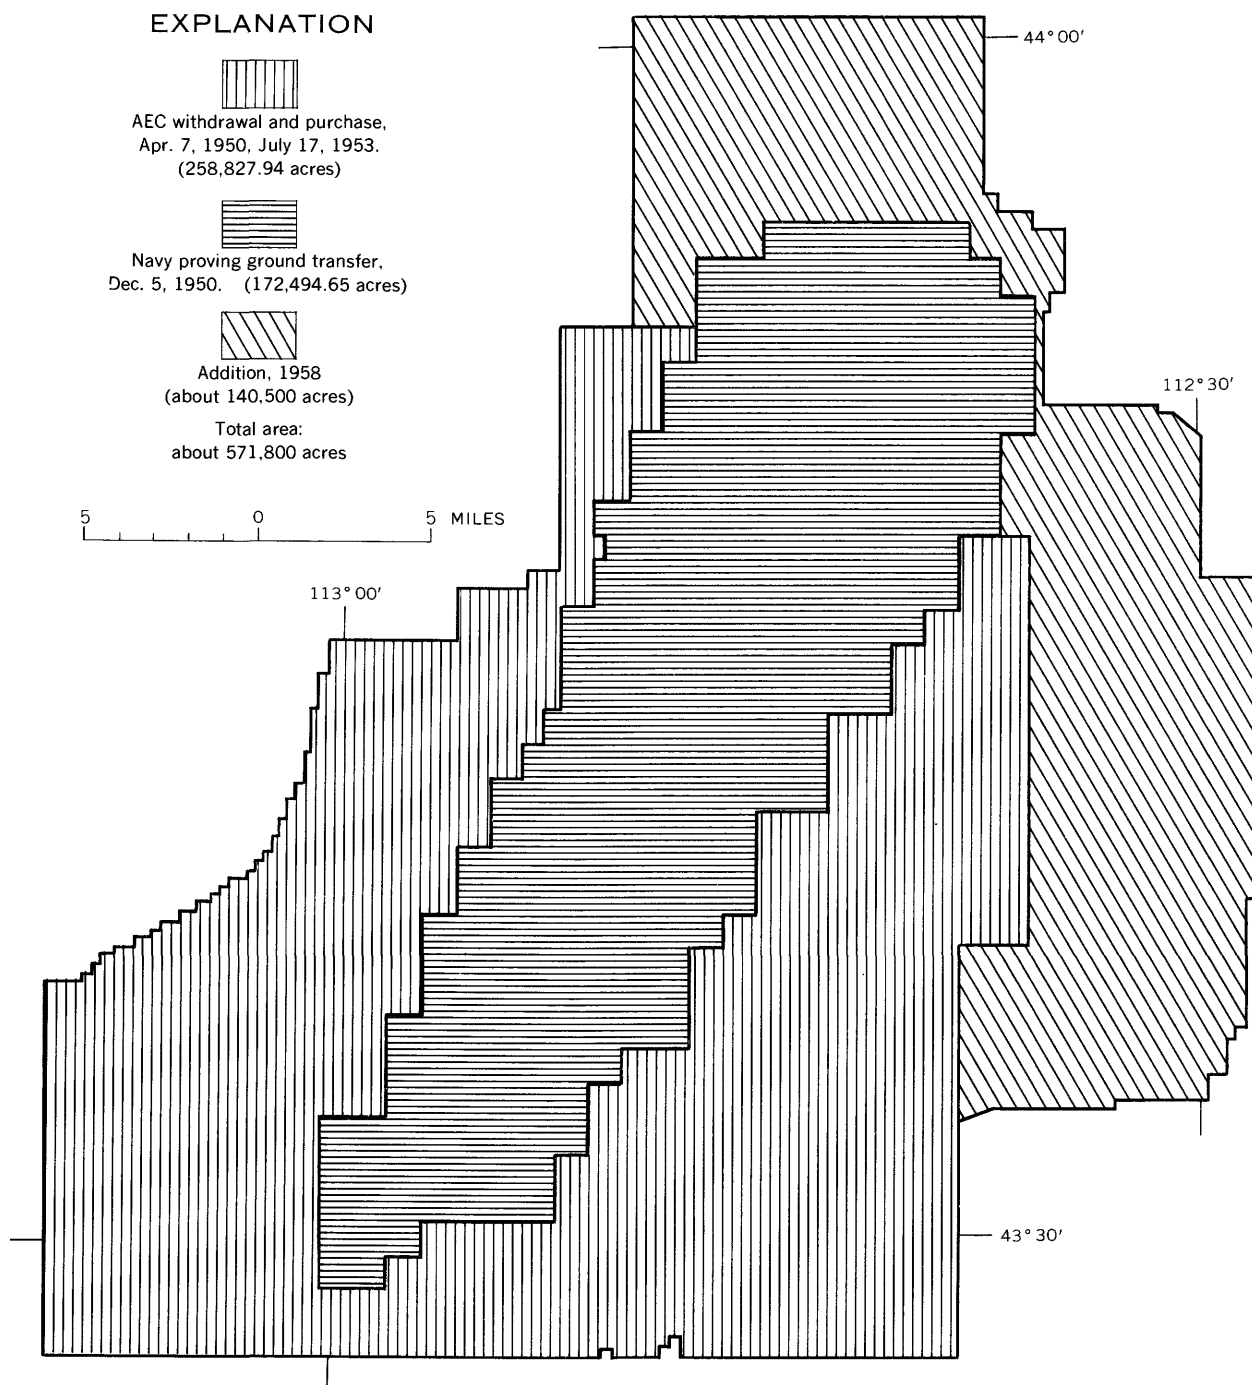 EXPLANATION
AEC withdrawal and purchase,
Apr. 7, 1950, July 17, 1953.
(258,827.94 acres)
Navy proving ground transfer,
Dec. 5, 1950. (172,494.65 acres)
Addition, 1958
(about 140,500 acres)
Total area:
about 571,800 acres
5 0 5 MILES
44°00′
112°30′
113°00′
43°30′